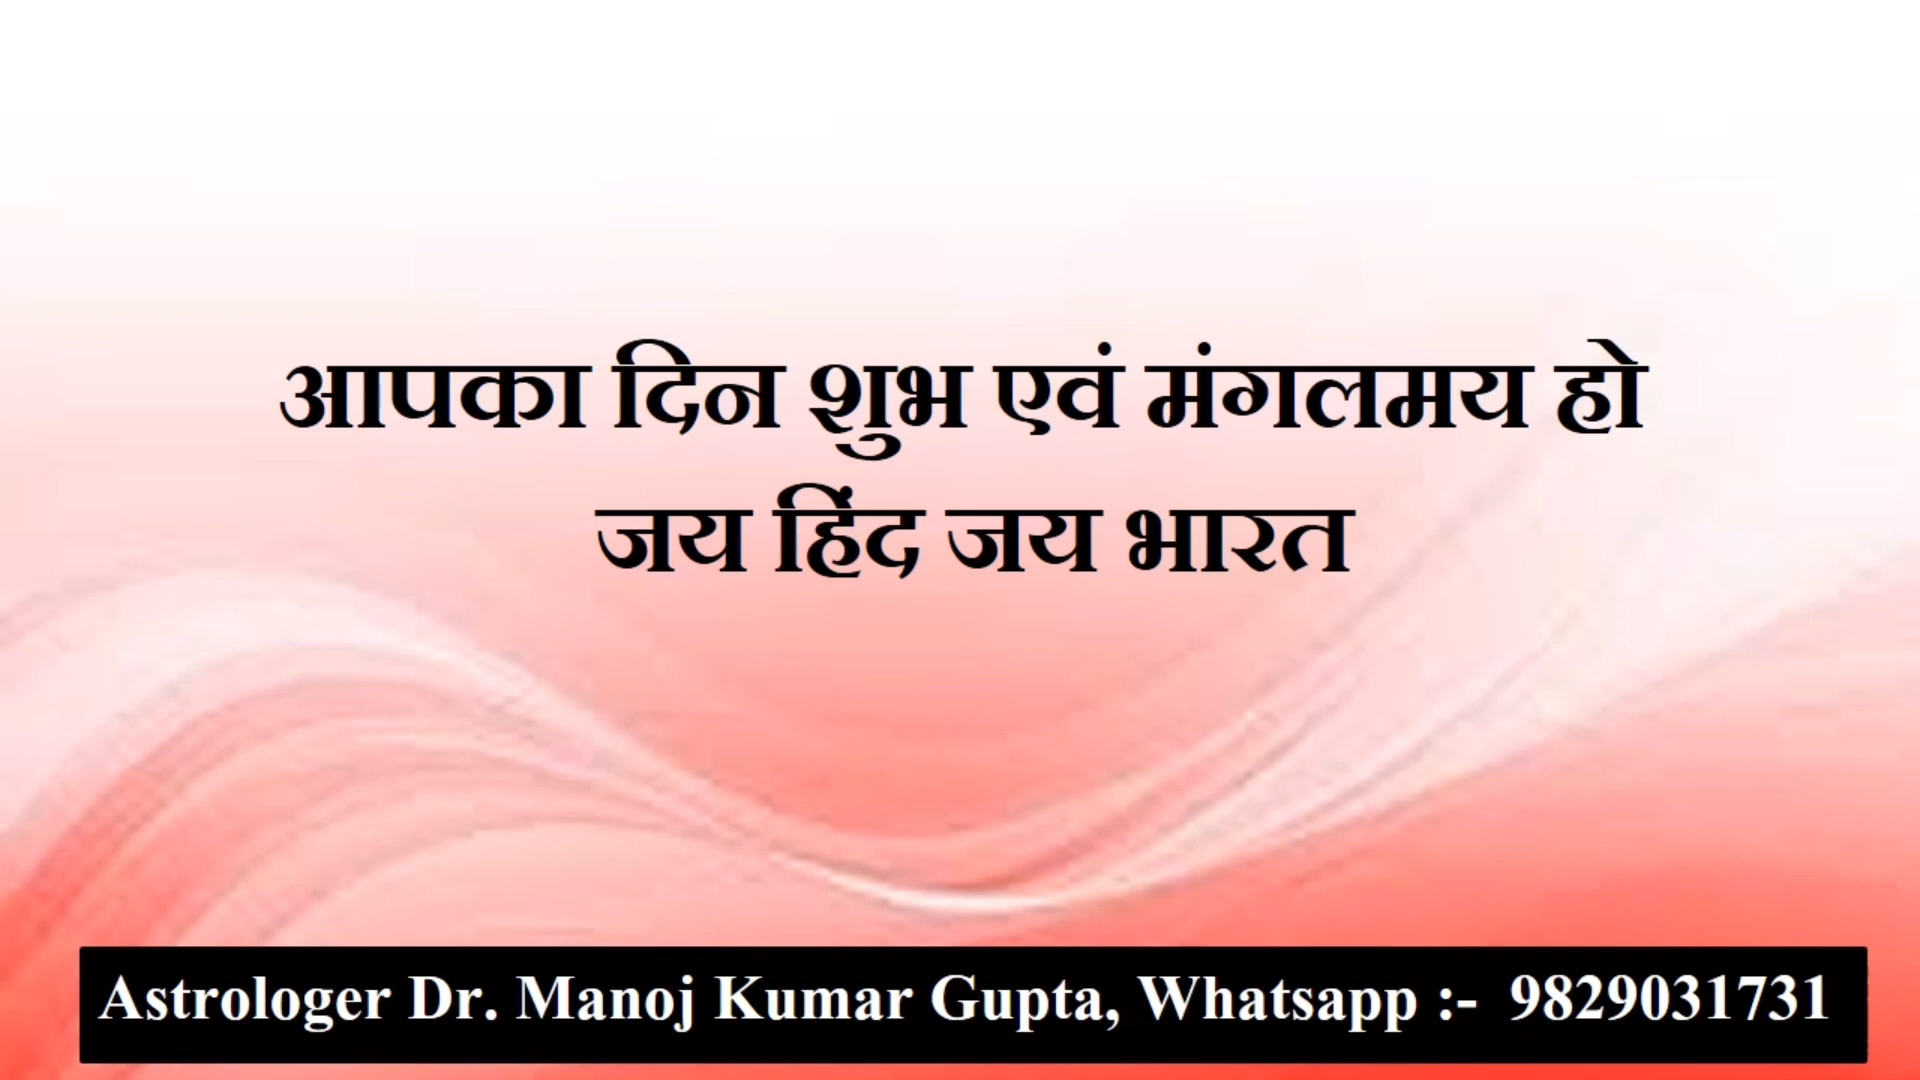 आपका दिन शुभ एवं मंगलमय हो
जय हिंद जय भारत
Astrologer Dr. Manoj Kumar Gupta, Whatsapp :-  9829031731